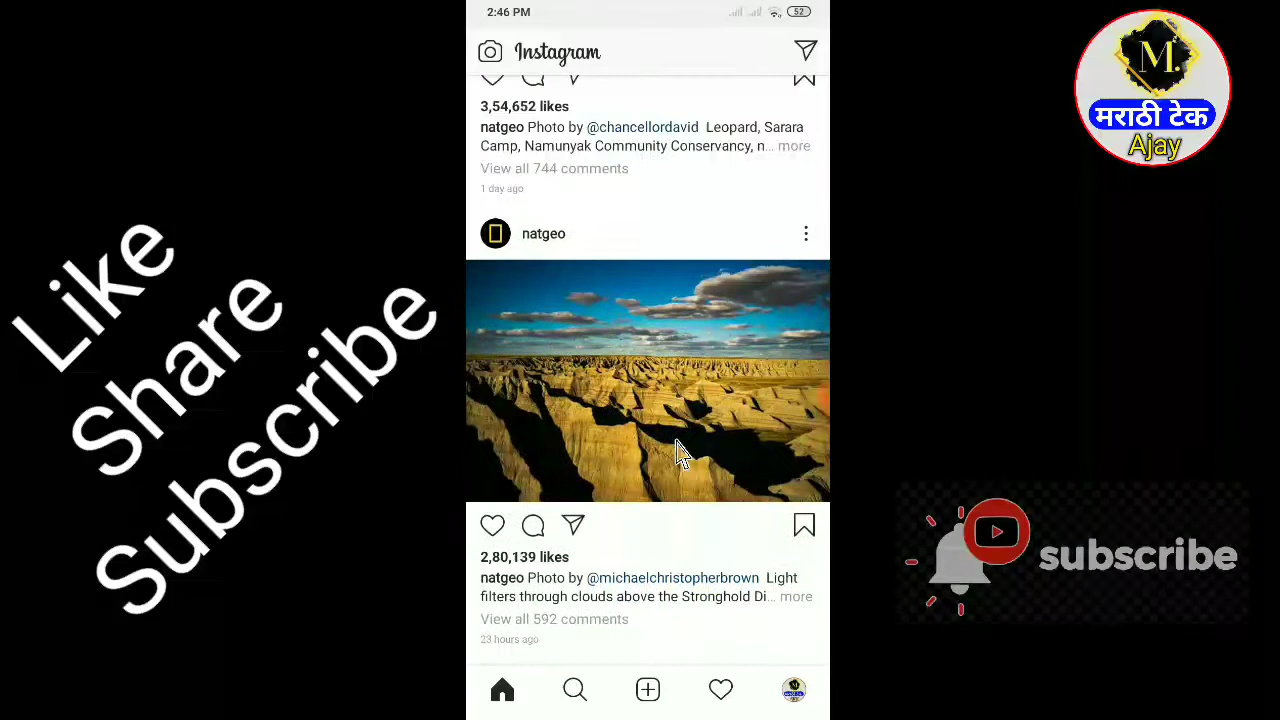 2:46 PM
52
Instagram
3,54,652 likes
natgeo Photo by @chancellordavid Leopard, Sarara
Camp, Namunyak Community Conservancy, n... more
View all 744 comments
1 day ago
natgeo
2,80,139 likes
natgeo Photo by @michaelchristopherbrown Light
filters through clouds above the Stronghold Di... more
View all 592 comments
23 hours ago
Like
Share
Subscribe
M.
मराठी टेक
Ajay
subscribe